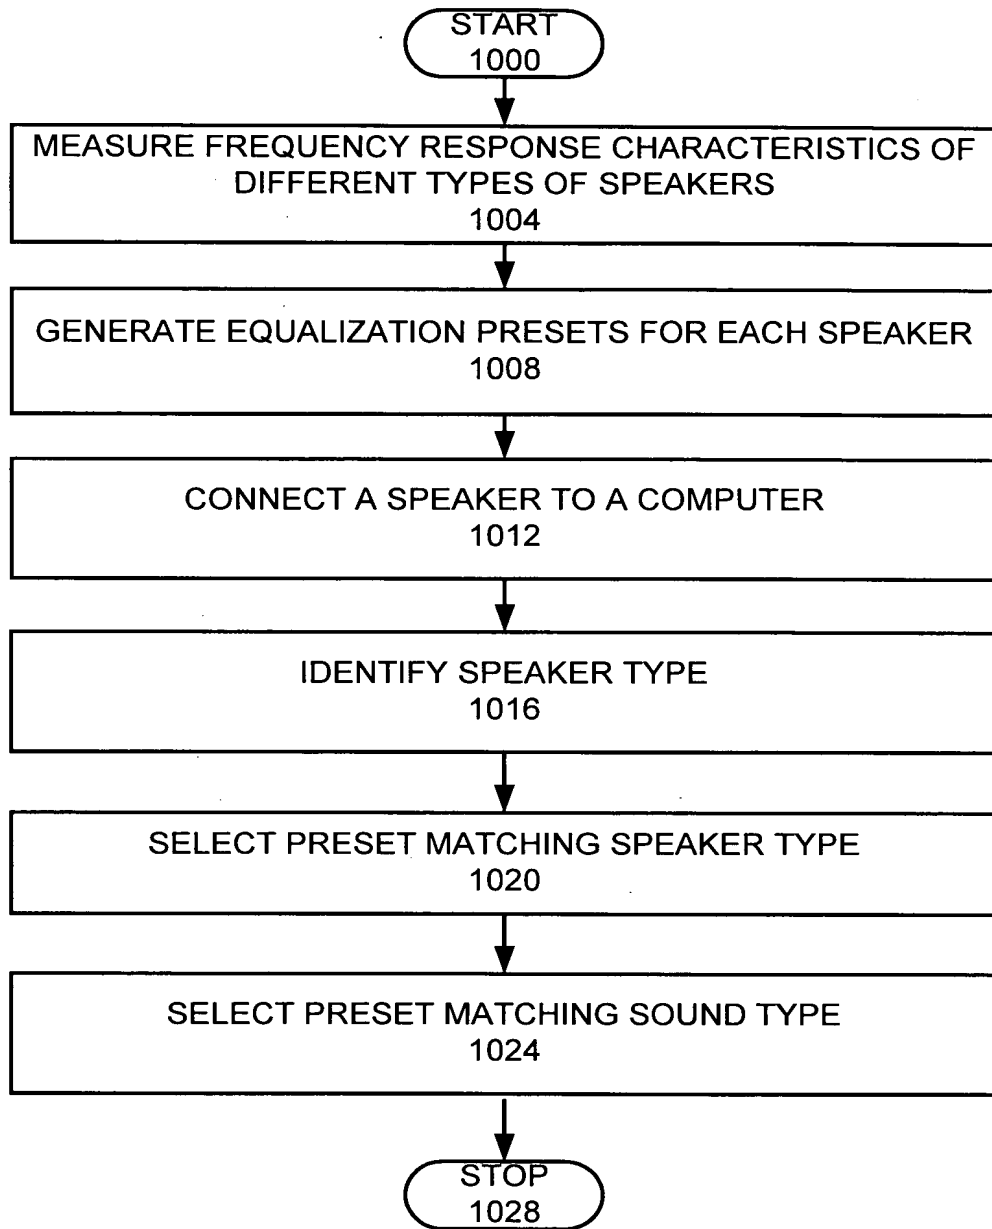 START
1000
MEASURE FREQUENCY RESPONSE CHARACTERISTICS OF
DIFFERENT TYPES OF SPEAKERS
1004
GENERATE EQUALIZATION PRESETS FOR EACH SPEAKER
1008
CONNECT A SPEAKER TO A COMPUTER
1012
IDENTIFY SPEAKER TYPE
1016
SELECT PRESET MATCHING SPEAKER TYPE
1020
SELECT PRESET MATCHING SOUND TYPE
1024
STOP
1028